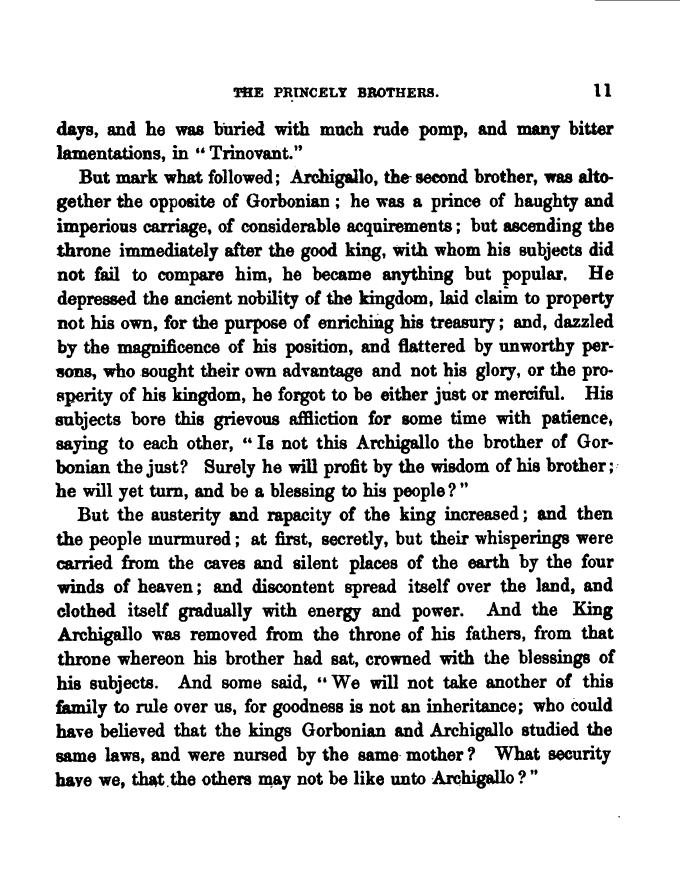 THE PRINCELY BROTHERS. 11
days, and he was buried with much rude pomp, and many bitter
lamentations, in “ Trinovant.”
But mark what followed; Archigallo, the second brother, was alto-
gether the opposite of Gorbonian ; he was a prince of haughty and
imperious carriage, of considerable acquirements ; but ascending the
throne immediately after the good king, with whom his subjects did
not fail to compare him, he became anything but popular. He
depressed the ancient nobility of the kingdom, laid claim to property
not his own, for the purpose of enriching his treasury ; and, dazzled
by the magnificence of his position, and flattered by unworthy per-
sons, who sought their own advantage and not his glory, or the pro-
sperity of his kingdom, he forgot to be either just or merciful. His
subjects bore this grievous affliction for some time with patience,
saying to each other, “ Is not this Archigallo the brother of Gor-
bonian the just? Surely he will profit by the wisdom of his brother ;
he will yet turn, and be a blessing to his people ? ”
But the austerity and rapacity of the king increased ; and then
the people murmured ; at first, secretly, but their whisperings were
carried from the caves and silent places of the earth by the four
winds of heaven ; and discontent spread itself over the land, and
clothed itself gradually with energy and power. And the King
Archigallo was removed from the throne of his fathers, from that
throne whereon his brother had sat, crowned with the blessings of
his subjects. And some said, “ We will not take another of this
family to rule over us, for goodness is not an inheritance; who could
have believed that the kings Gorbonian and Archigallo studied the
same laws, and were nursed by the same mother ? What security
have we, that the others may not be like unto Archigallo ? ”